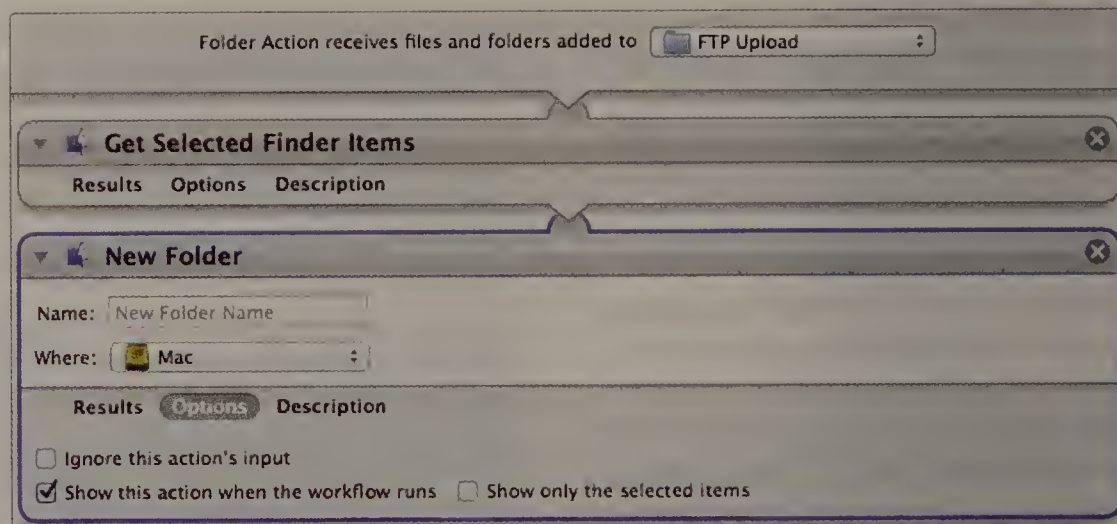 Folder Action receives files and folders added to FTP Upload
Get Selected Finder Items
Results Options Description
New Folder
Name: New Folder Name
Where: Mac
Results Options Description
Ignore this action's input
Show this action when the workflow runs Show only the selected items